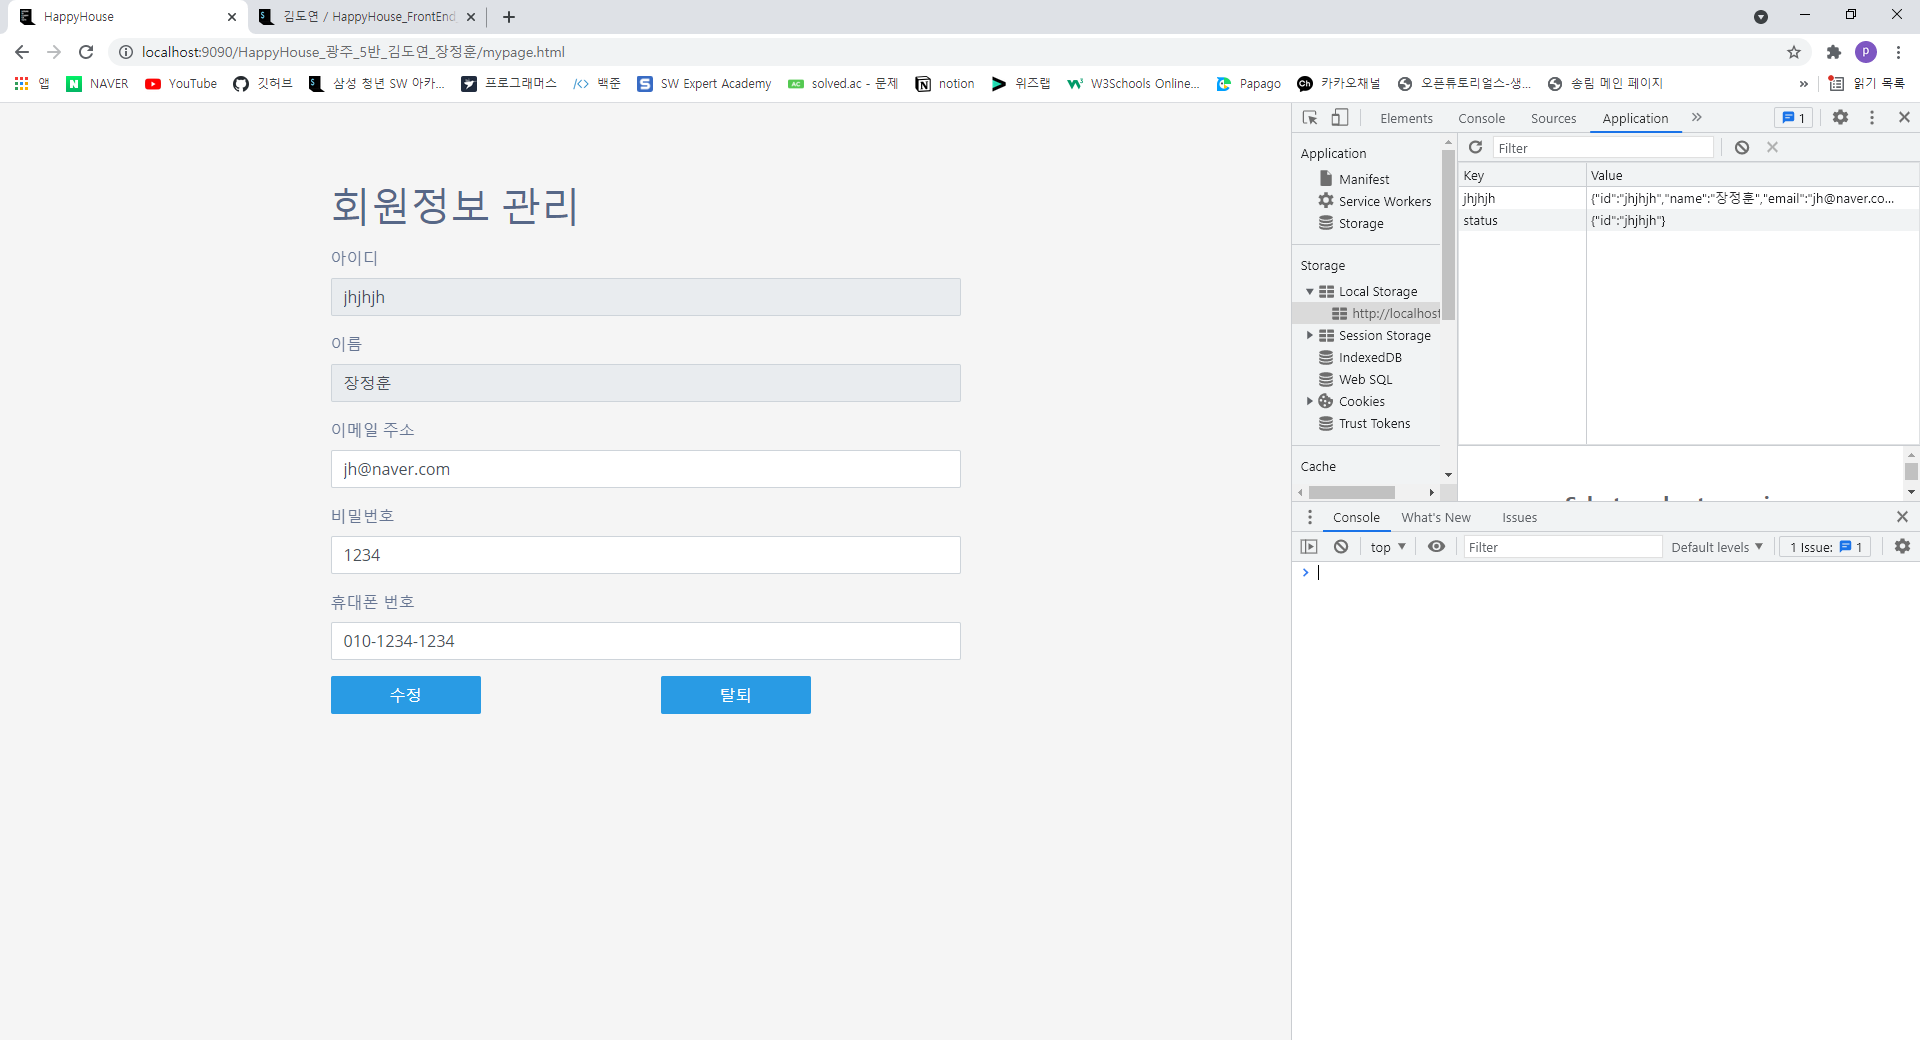 HappyHouse
김도연 / HappyHouse_FrontEnd
localhost:9090/HappyHouse_광주_5반_김도연_장정훈/mypage.html
P
앱
NAVER
YouTube
깃허브
삼성 청년 SW 아카...
프로그래머스
백준
SW Expert Academy
solved.ac - 문제
notion
위즈랩
W3Schools Online...
Papago
카카오채널
오픈튜토리얼스-생...
송림 메인 페이지
»
읽기 목록
회원정보 관리
아이디
jhjhjh
이름
장정훈
이메일 주소
jh@naver.com
비밀번호
1234
휴대폰 번호
010-1234-1234
수정
탈퇴
Elements
Console
Sources
Application
»
1
Application
Manifest
Service Workers
Storage
Storage
Local Storage
http://localhost
Session Storage
IndexedDB
Web SQL
Cookies
Trust Tokens
Cache
Filter
Key
Value
jhjhjh
{"id":"jhjhjh","name":"장정훈","email":"jh@naver.co...
status
{"id":"jhjhjh"}
Console
What's New
Issues
top
Filter
Default levels
1 Issue:
1